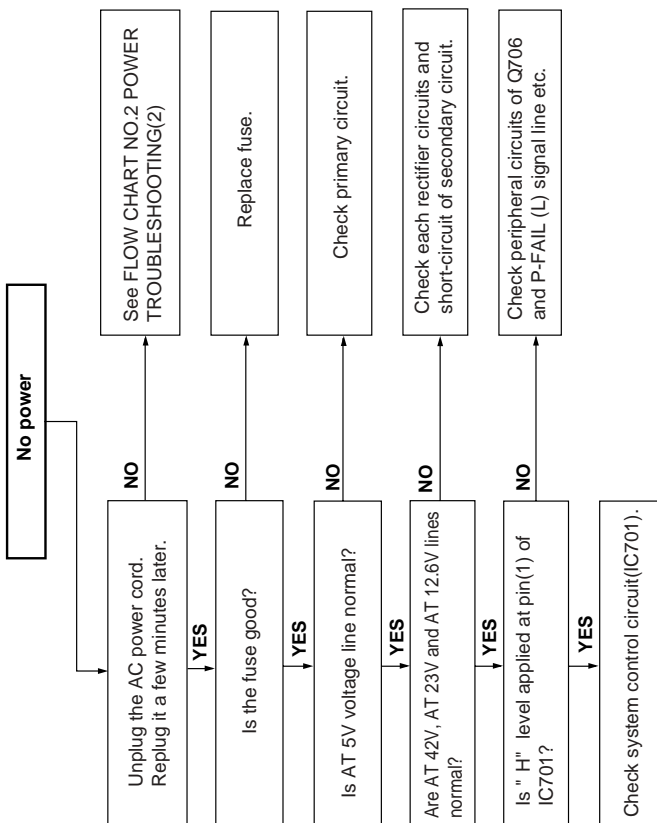 No power
Unplug the AC power cord.
Replug it a few minutes later.
NO
See FLOW CHART NO.2 POWER
TROUBLESHOOTING(2)
YES
Is the fuse good?
NO
Replace fuse.
YES
Is AT 5V voltage line normal?
NO
Check primary circuit.
YES
Are AT 42V, AT 23V and AT 12.6V lines
normal?
NO
Check each rectifier circuits and
short-circuit of secondary circuit.
YES
Is " H"  level applied at pin(1) of
IC701?
NO
Check peripheral circuits of Q706
and P-FAIL (L) signal line etc.
YES
Check system control circuit(IC701).